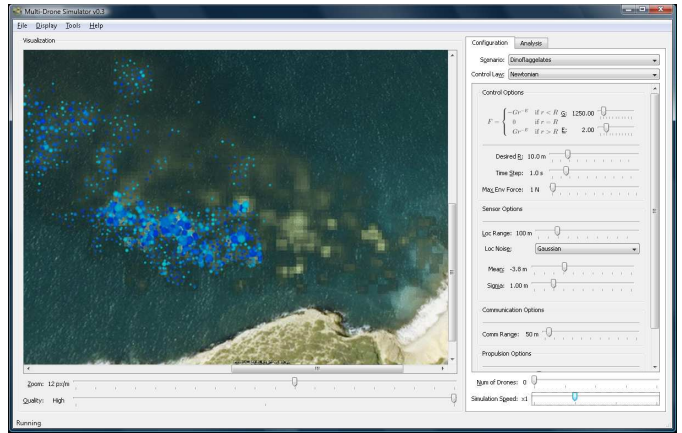 Multi-Drone Simulator v0.3
File Display Tools Help
Visualization
Zoom: 12 px/m
Quality: High
Running
Configuration Analysis
Scenario: Dinoflaggelates
Control Law: Newtonian
Control Options
F = { −Gr⁻ᴱ if r < R
0 if r = R
Gr⁻ᴱ if r > R
G: 1250.00
E: 2.00
Desired R: 10.0 m
Time Step: 1.0 s
Max Env Force: 1 N
Sensor Options
Loc Range: 100 m
Loc Noise: Gaussian
Mean: -3.8 m
Sigma: 1.00 m
Communication Options
Comm Range: 50 m
Propulsion Options
Num of Drones: 0
Simulation Speed: x1